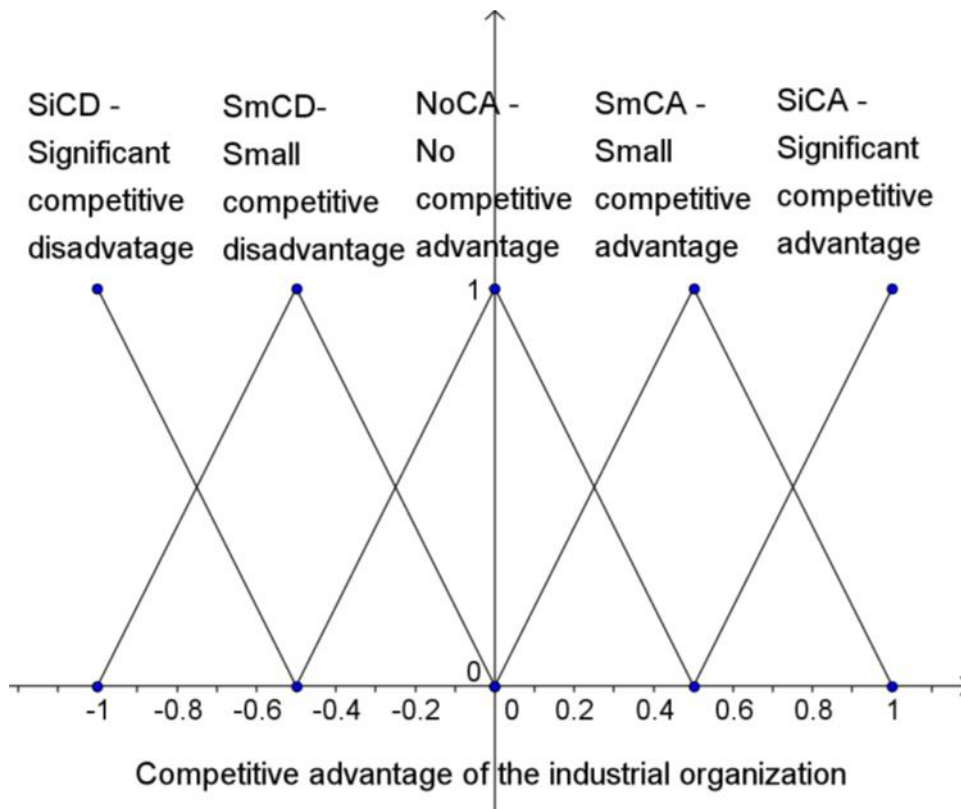 SiCD -
Significant
competitive
disadvatage
SmCD-
Small
competitive
disadvantage
NoCA -
No
competitive
advantage
SmCA -
Small
competitive
advantage
SiCA -
Significant
competitive
advantage
1
0
-1 -0.8 -0.6 -0.4 -0.2 0 0.2 0.4 0.6 0.8 1
Competitive advantage of the industrial organization